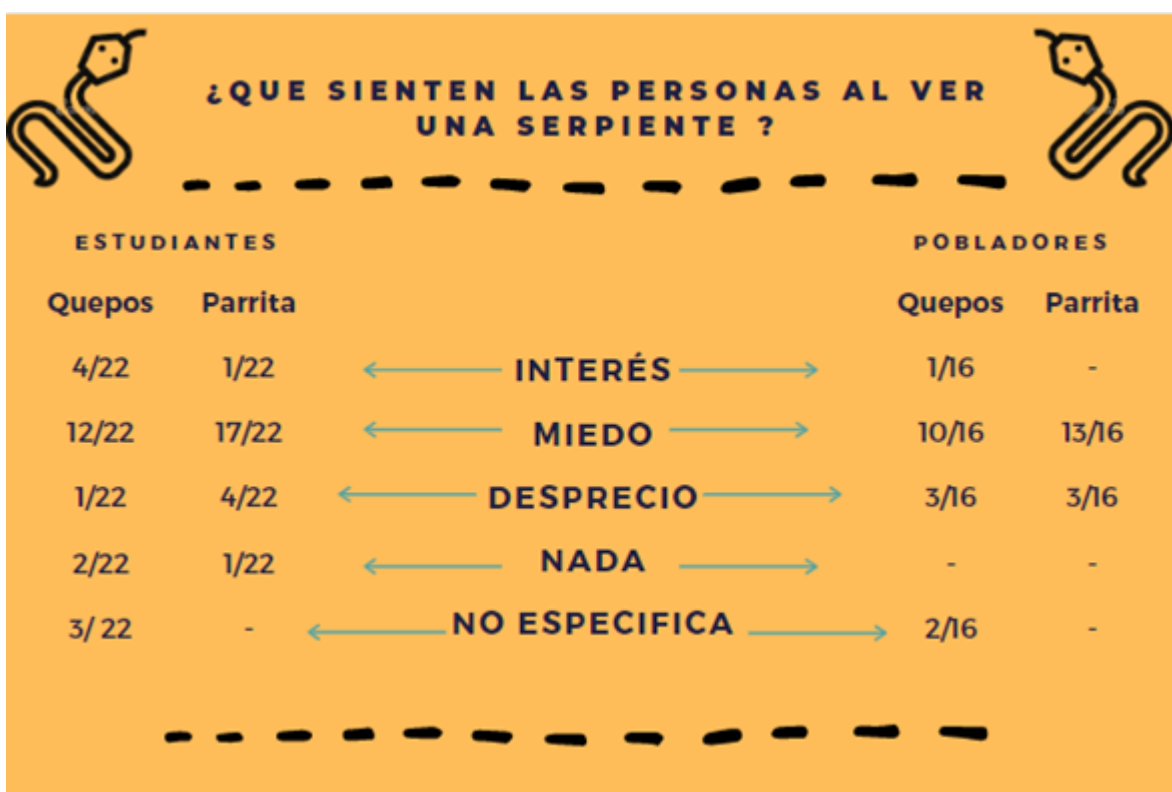 ¿QUE SIENTEN LAS PERSONAS AL VER
UNA SERPIENTE ?
ESTUDIANTES POBLADORES
Quepos Parrita Quepos Parrita
4/22 1/22 INTERÉS 1/16 -
12/22 17/22 MIEDO 10/16 13/16
1/22 4/22 DESPRECIO 3/16 3/16
2/22 1/22 NADA - -
3/ 22 - NO ESPECIFICA 2/16 -